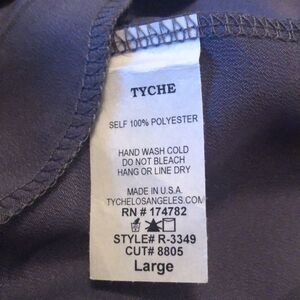 TYCHE
SELF 100% POLYESTER
HAND WASH COLD
DO NOT BLEACH
HANG OR LINE DRY
MADE IN U.S.A.
TYCHELOSANGELES.COM
RN # 174782
STYLE# R-3349
CUT# 8805
Large